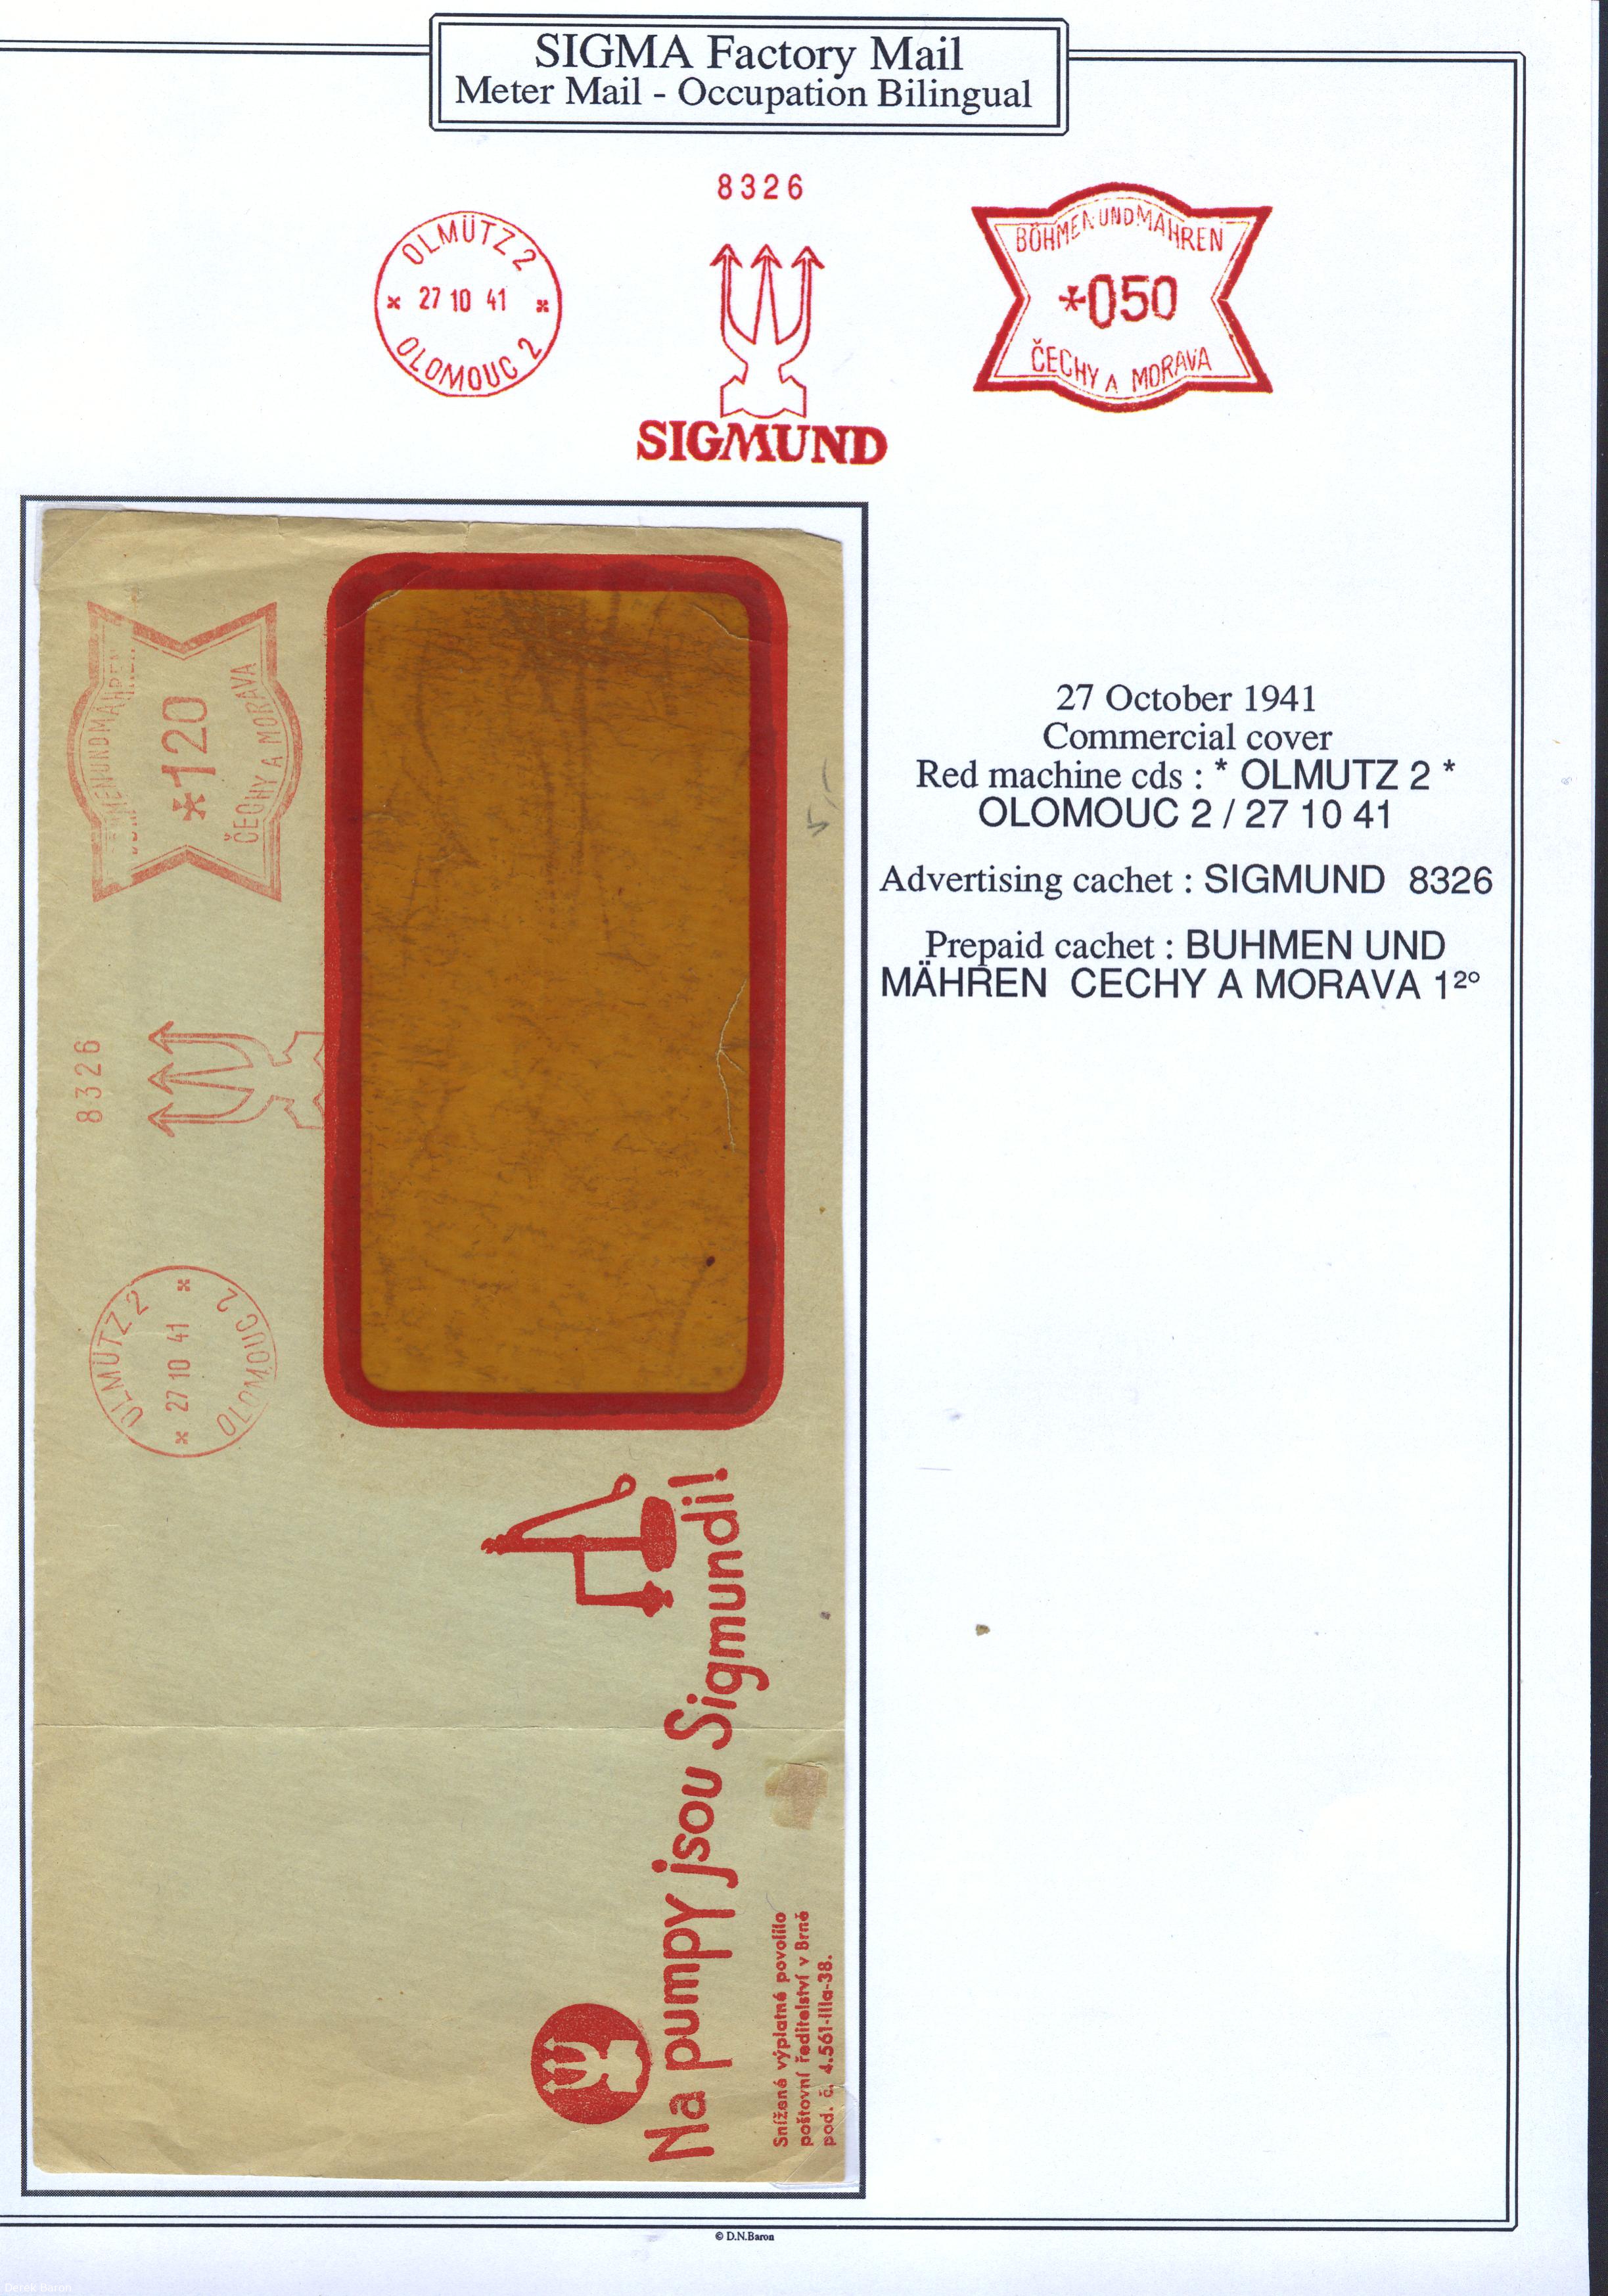 SIGMA Factory Mail
Meter Mail - Occupation Bilingual
8326
OLMÜTZ 2
* 27 10 41 *
OLOMOUC 2
SIGMUND
BÖHMEN UND MÄHREN
*050
ČECHY A MORAVA
UND MÄHREN
*120
ČECHY A MORAVA
8326
OLMÜTZ 2
* 27 10 41 *
OLOMOUC 2
Na pumpy jsou Sigmundi!
Snížené výplatné povolilo
poštovní ředitelství v Brně
pod. č. 4.561-IIIa-38.
27 October 1941
Commercial cover
Red machine cds : * OLMUTZ 2 *
OLOMOUC 2 / 27 10 41
Advertising cachet : SIGMUND 8326
Prepaid cachet : BUHMEN UND
MÄHREN CECHY A MORAVA 1²⁰
© D.N.Baron
Derek Baron